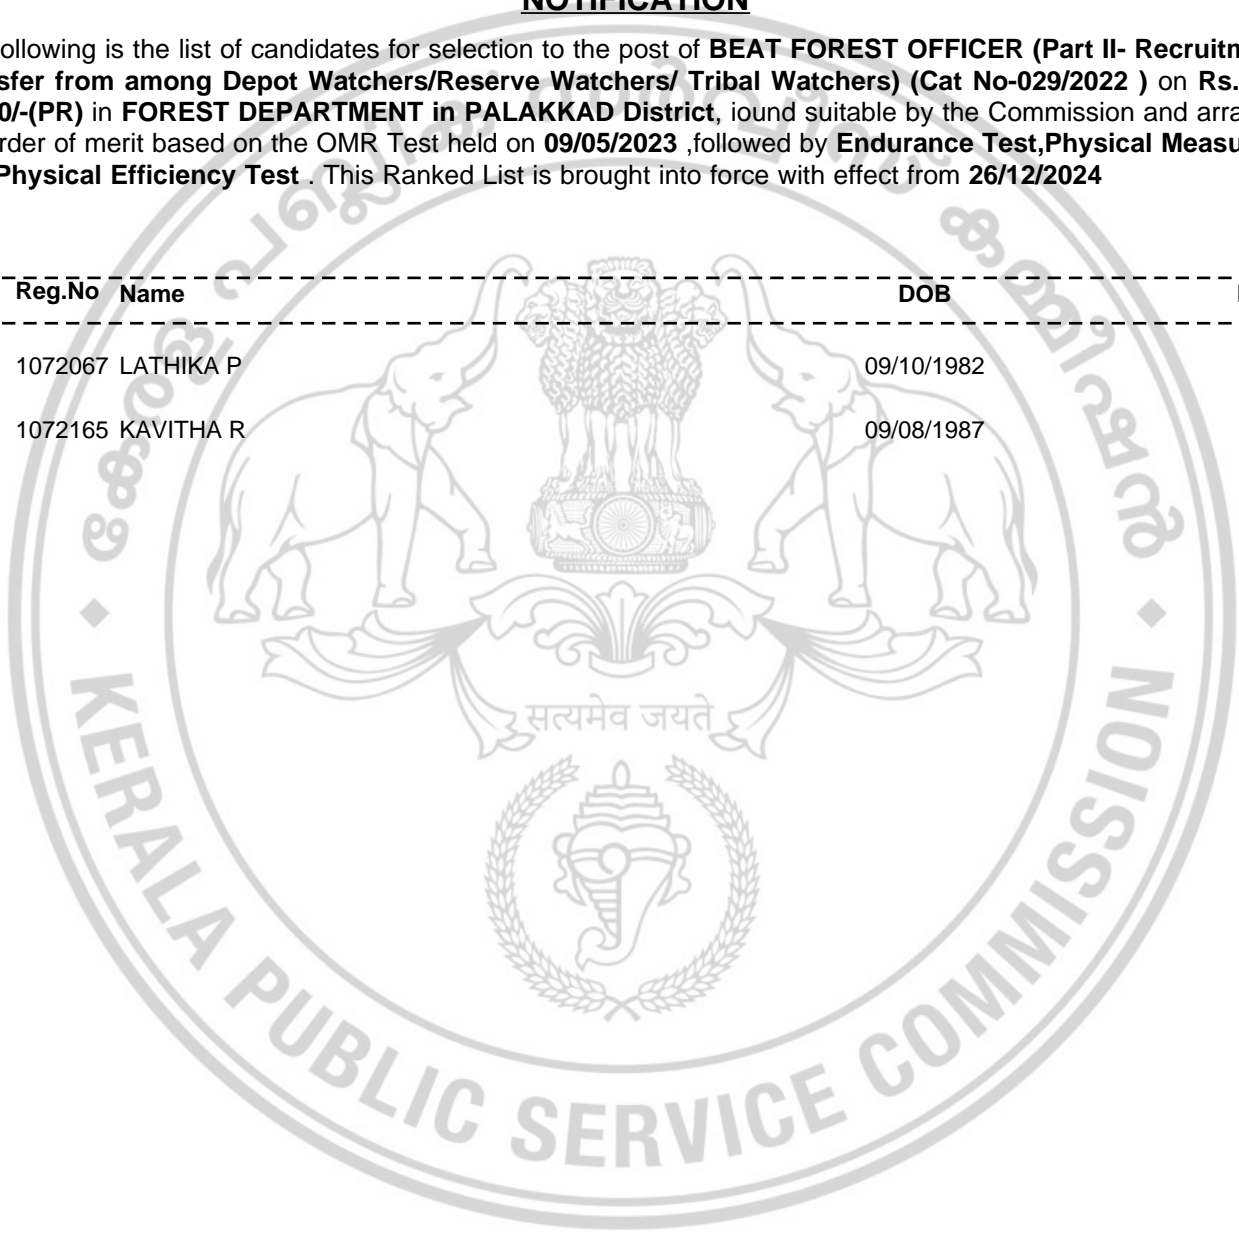 NOTIFICATION
ollowing is the list of candidates for selection to the post of BEAT FOREST OFFICER (Part II- Recruitm
sfer from among Depot Watchers/Reserve Watchers/ Tribal Watchers) (Cat No-029/2022 ) on Rs.
0/-(PR) in FOREST DEPARTMENT in PALAKKAD District, iound suitable by the Commission and arra
rder of merit based on the OMR Test held on 09/05/2023 ,followed by Endurance Test,Physical Measu
Physical Efficiency Test . This Ranked List is brought into force with effect from 26/12/2024
Reg.No Name DOB
1072067 LATHIKA P 09/10/1982
1072165 KAVITHA R 09/08/1987
കേരള പബ്ലിക് സർവീസ് കമ്മീഷൻ
सत्यमेव जयते
KERALA PUBLIC SERVICE COMMISSION